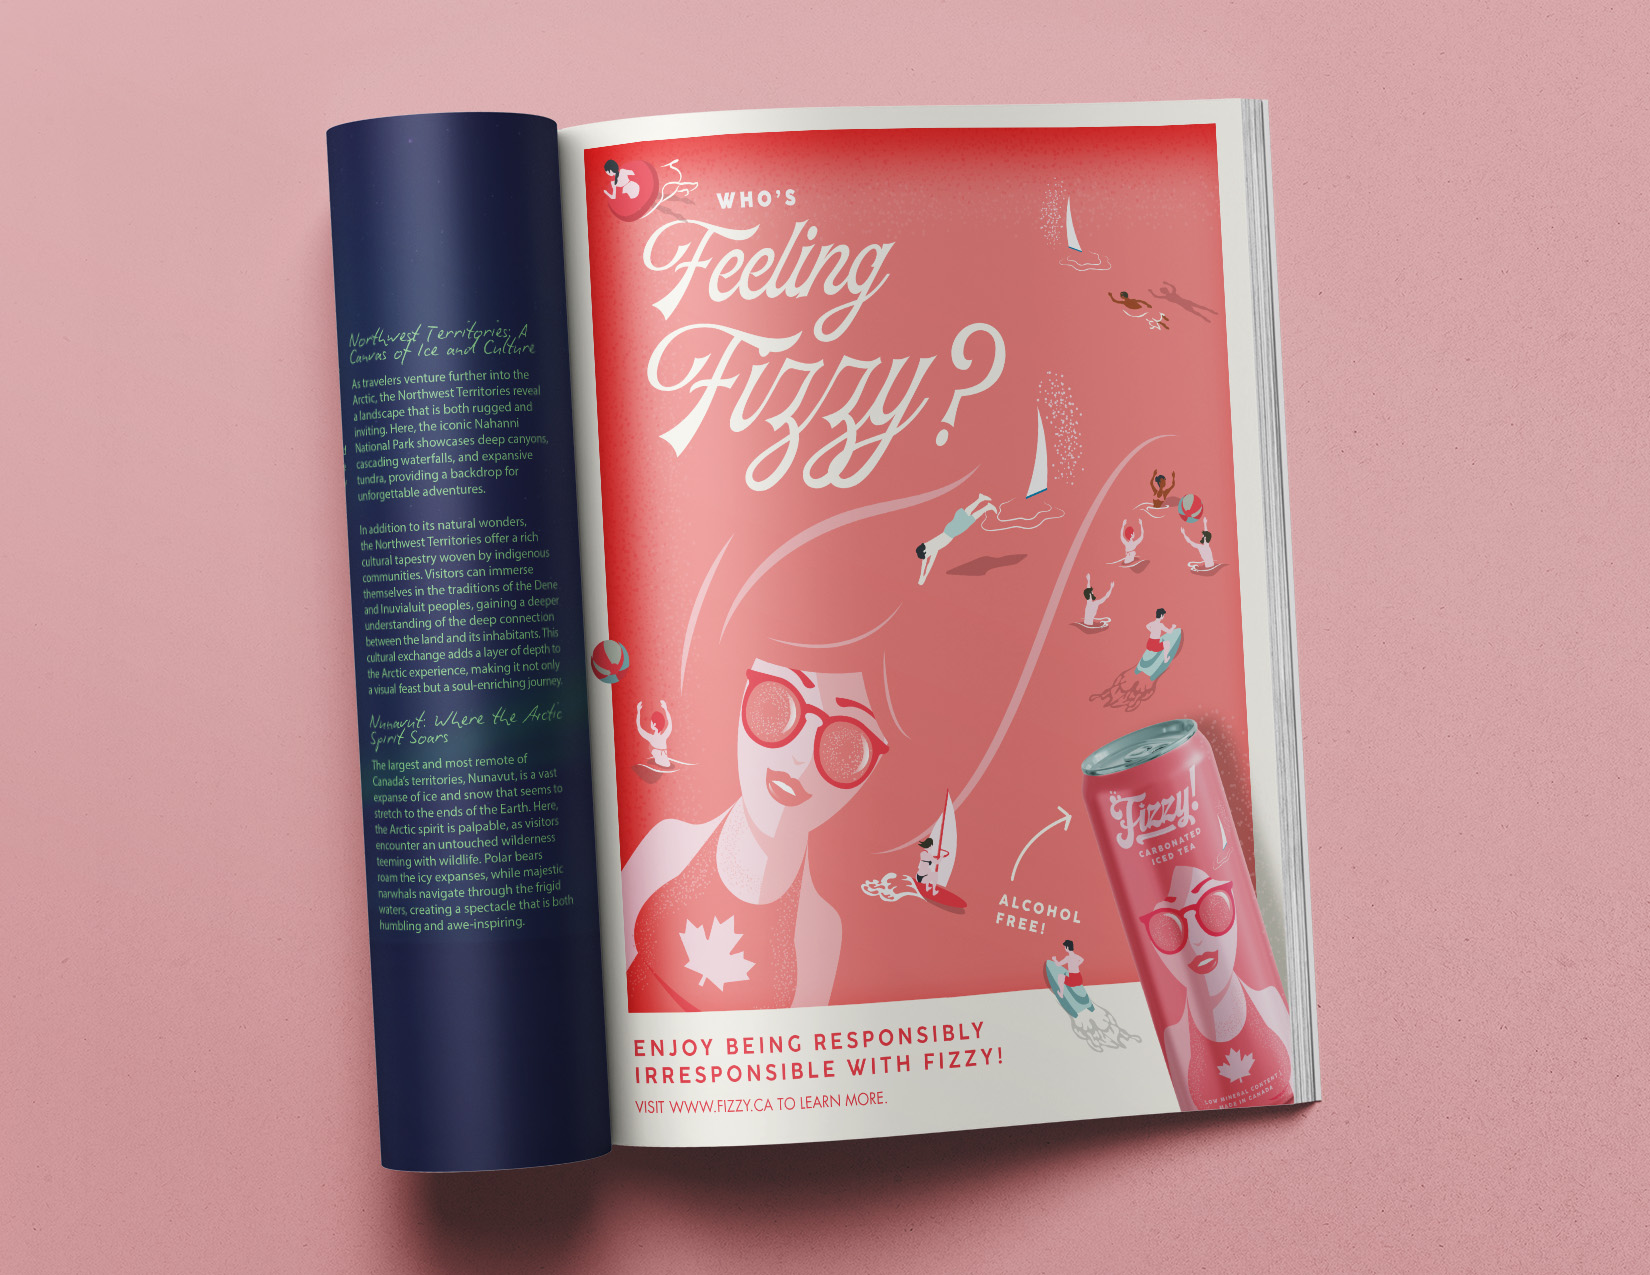 Northwest Territories: A
Canvas of Ice and Culture
As travelers venture further into the
Arctic, the Northwest Territories reveal
a landscape that is both rugged and
inviting. Here, the iconic Nahanni
National Park showcases deep canyons,
cascading waterfalls, and expansive
tundra, providing a backdrop for
unforgettable adventures.
In addition to its natural wonders,
the Northwest Territories offer a rich
cultural tapestry woven by indigenous
communities. Visitors can immerse
themselves in the traditions of the Dene
and Inuvialuit peoples, gaining a deeper
understanding of the deep connection
between the land and its inhabitants. This
cultural exchange adds a layer of depth to
the Arctic experience, making it not only
a visual feast but a soul-enriching journey.
Nunavut: Where the Arctic
Spirit Soars
The largest and most remote of
Canada's territories, Nunavut, is a vast
expanse of ice and snow that seems to
stretch to the ends of the Earth. Here,
the Arctic spirit is palpable, as visitors
encounter an untouched wilderness
teeming with wildlife. Polar bears
roam the icy expanses, while majestic
narwhals navigate through the frigid
waters, creating a spectacle that is both
humbling and awe-inspiring.
WHO'S
Feeling
Fizzy?
ALCOHOL
FREE!
Fizzy!
CARBONATED
ICED TEA
LOW MINERAL CONTENT
MADE IN CANADA
ENJOY BEING RESPONSIBLY
IRRESPONSIBLE WITH FIZZY!
VISIT WWW.FIZZY.CA TO LEARN MORE.